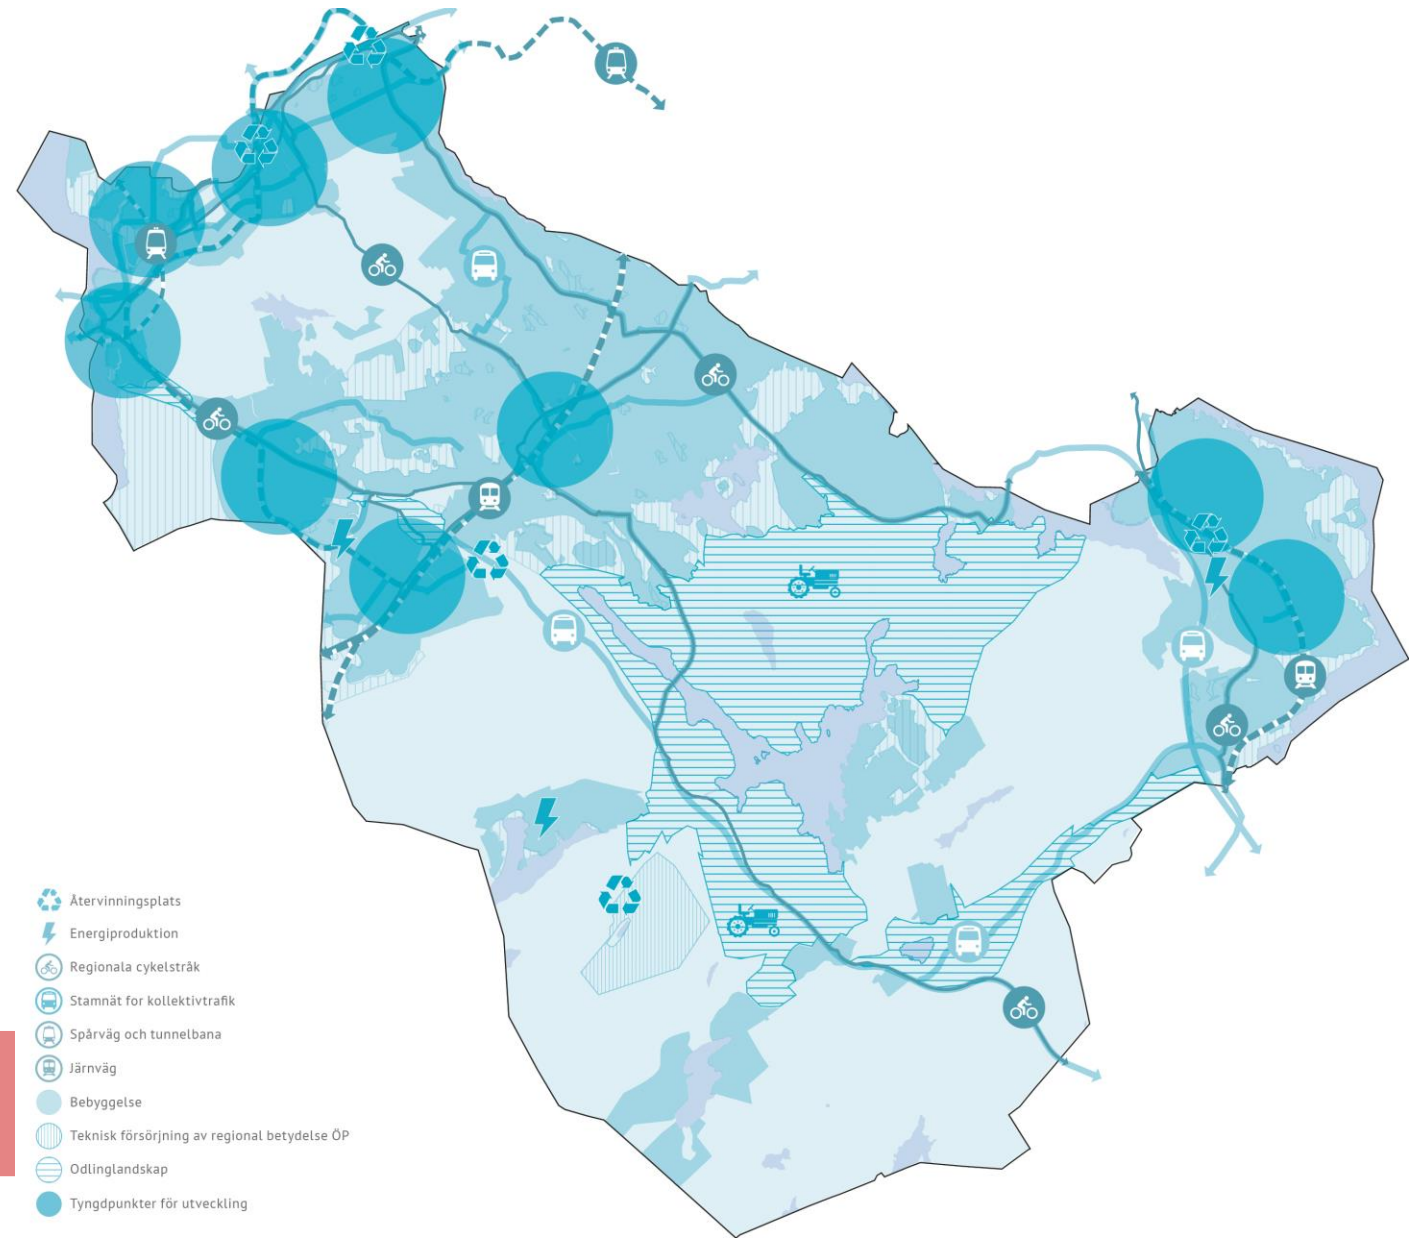 Återvinningsplats
Energiproduktion
Regionala cykelstråk
Stamnät for kollektivtrafik
Spårväg och tunnelbana
Järnväg
Bebyggelse
Teknisk försörjning av regional betydelse ÖP
Odlinglandskap
Tyngdpunkter för utveckling